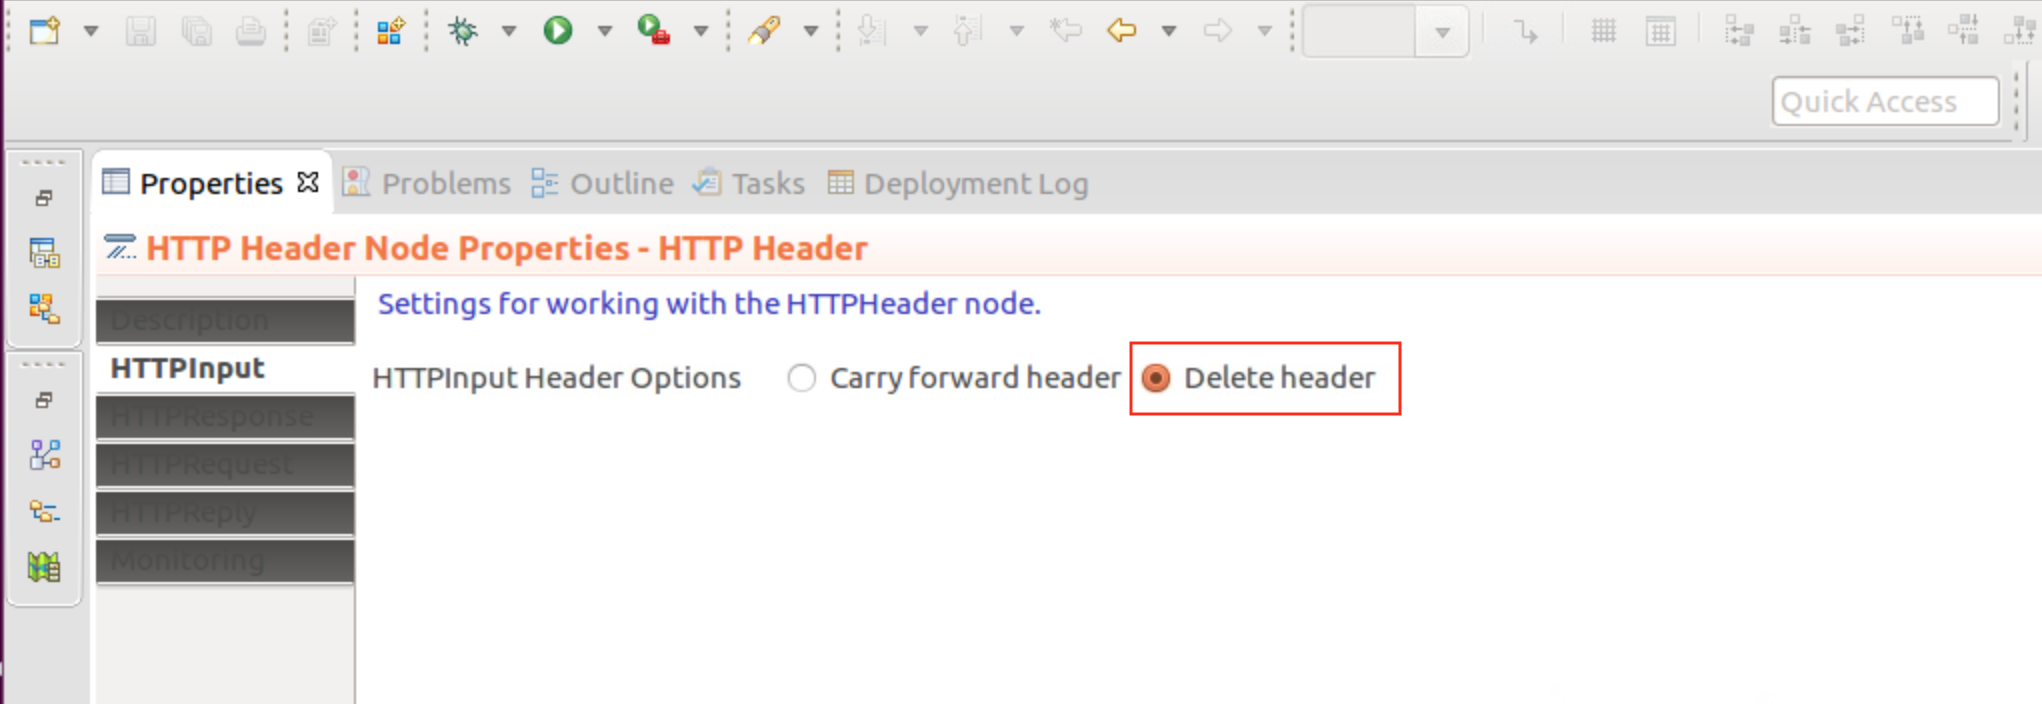 Quick Access
Properties Problems Outline Tasks Deployment Log
HTTP Header Node Properties - HTTP Header
Settings for working with the HTTPHeader node.
Description
HTTPInput
HTTPInput Header Options Carry forward header Delete header
HTTPResponse
HTTPRequest
HTTPReply
Monitoring